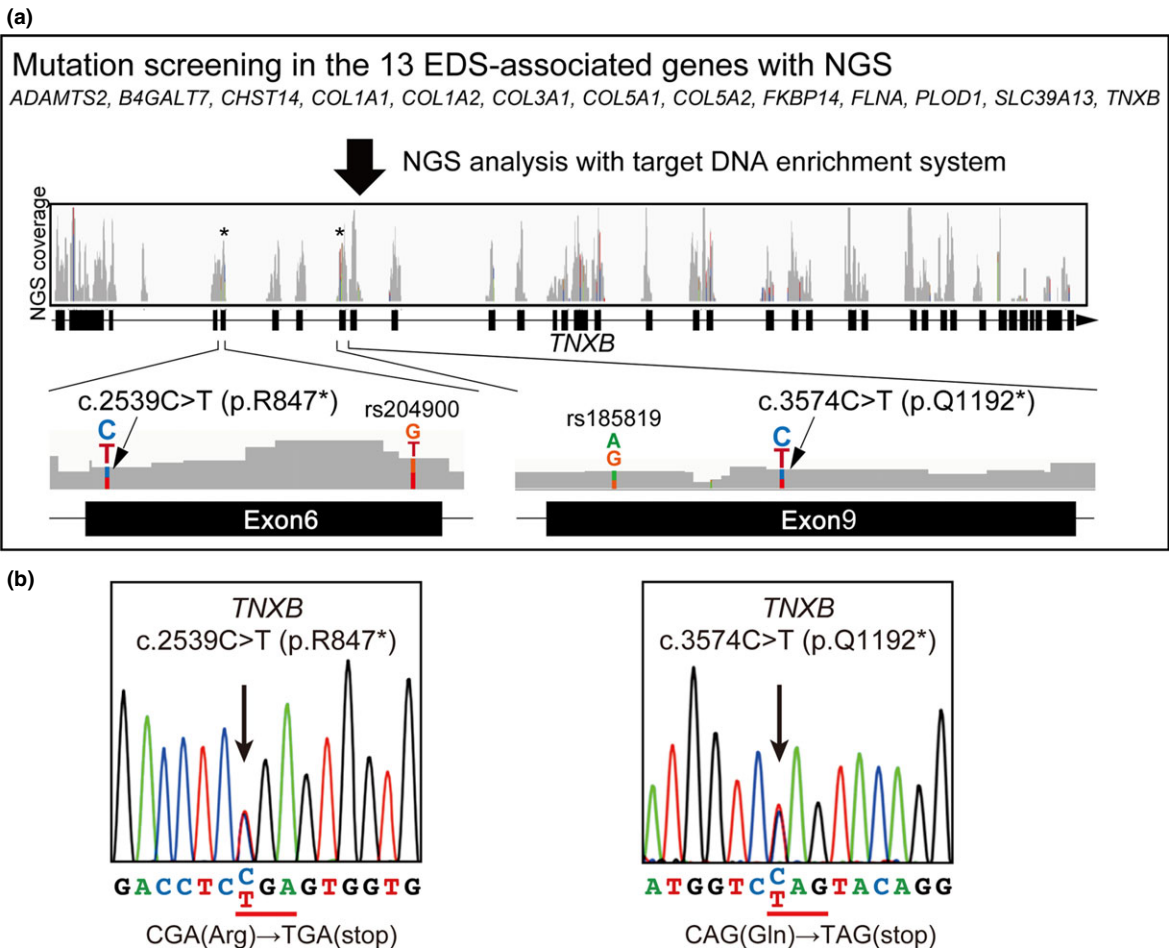 (a)
Mutation screening in the 13 EDS-associated genes with NGS
ADAMTS2, B4GALT7, CHST14, COL1A1, COL1A2, COL3A1, COL5A1, COL5A2, FKBP14, FLNA, PLOD1, SLC39A13, TNXB
NGS analysis with target DNA enrichment system
NGS coverage
* *
TNXB
c.2539C>T (p.R847*)
rs204900
C
T
G
T
Exon6
c.3574C>T (p.Q1192*)
rs185819
A
G
C
T
Exon9
(b)
TNXB
c.2539C>T (p.R847*)
GACCTCCGAGTGGTG
T
CGA(Arg)→TGA(stop)
TNXB
c.3574C>T (p.Q1192*)
ATGGTCCAGTACAGG
T
CAG(Gln)→TAG(stop)